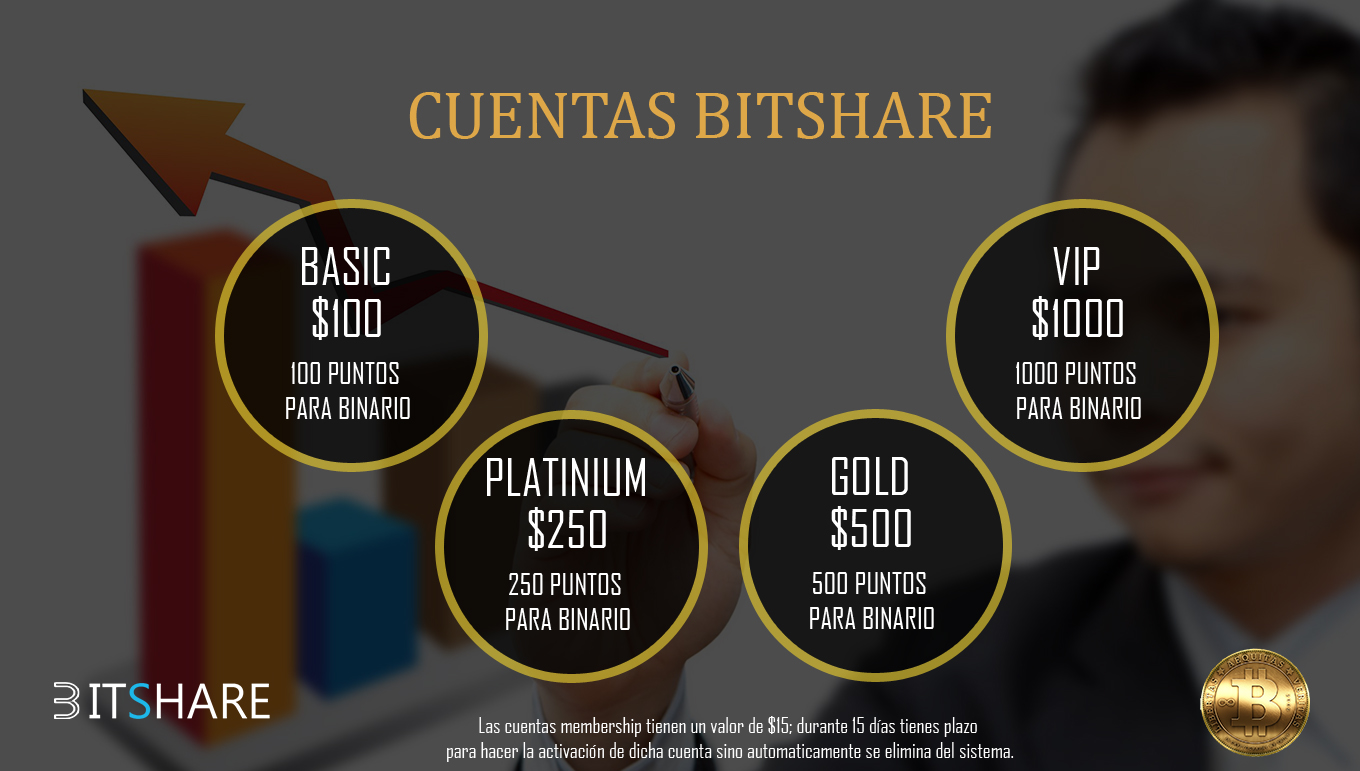 CUENTAS BITSHARE
BASIC
$100
100 PUNTOS
PARA BINARIO
VIP
$1000
1000 PUNTOS
PARA BINARIO
PLATINIUM
$250
250 PUNTOS
PARA BINARIO
GOLD
$500
500 PUNTOS
PARA BINARIO
BITSHARE
AEQUITAS
VERITAS
Las cuentas membership tienen un valor de $15; durante 15 días tienes plazo
para hacer la activación de dicha cuenta sino automaticamente se elimina del sistema.